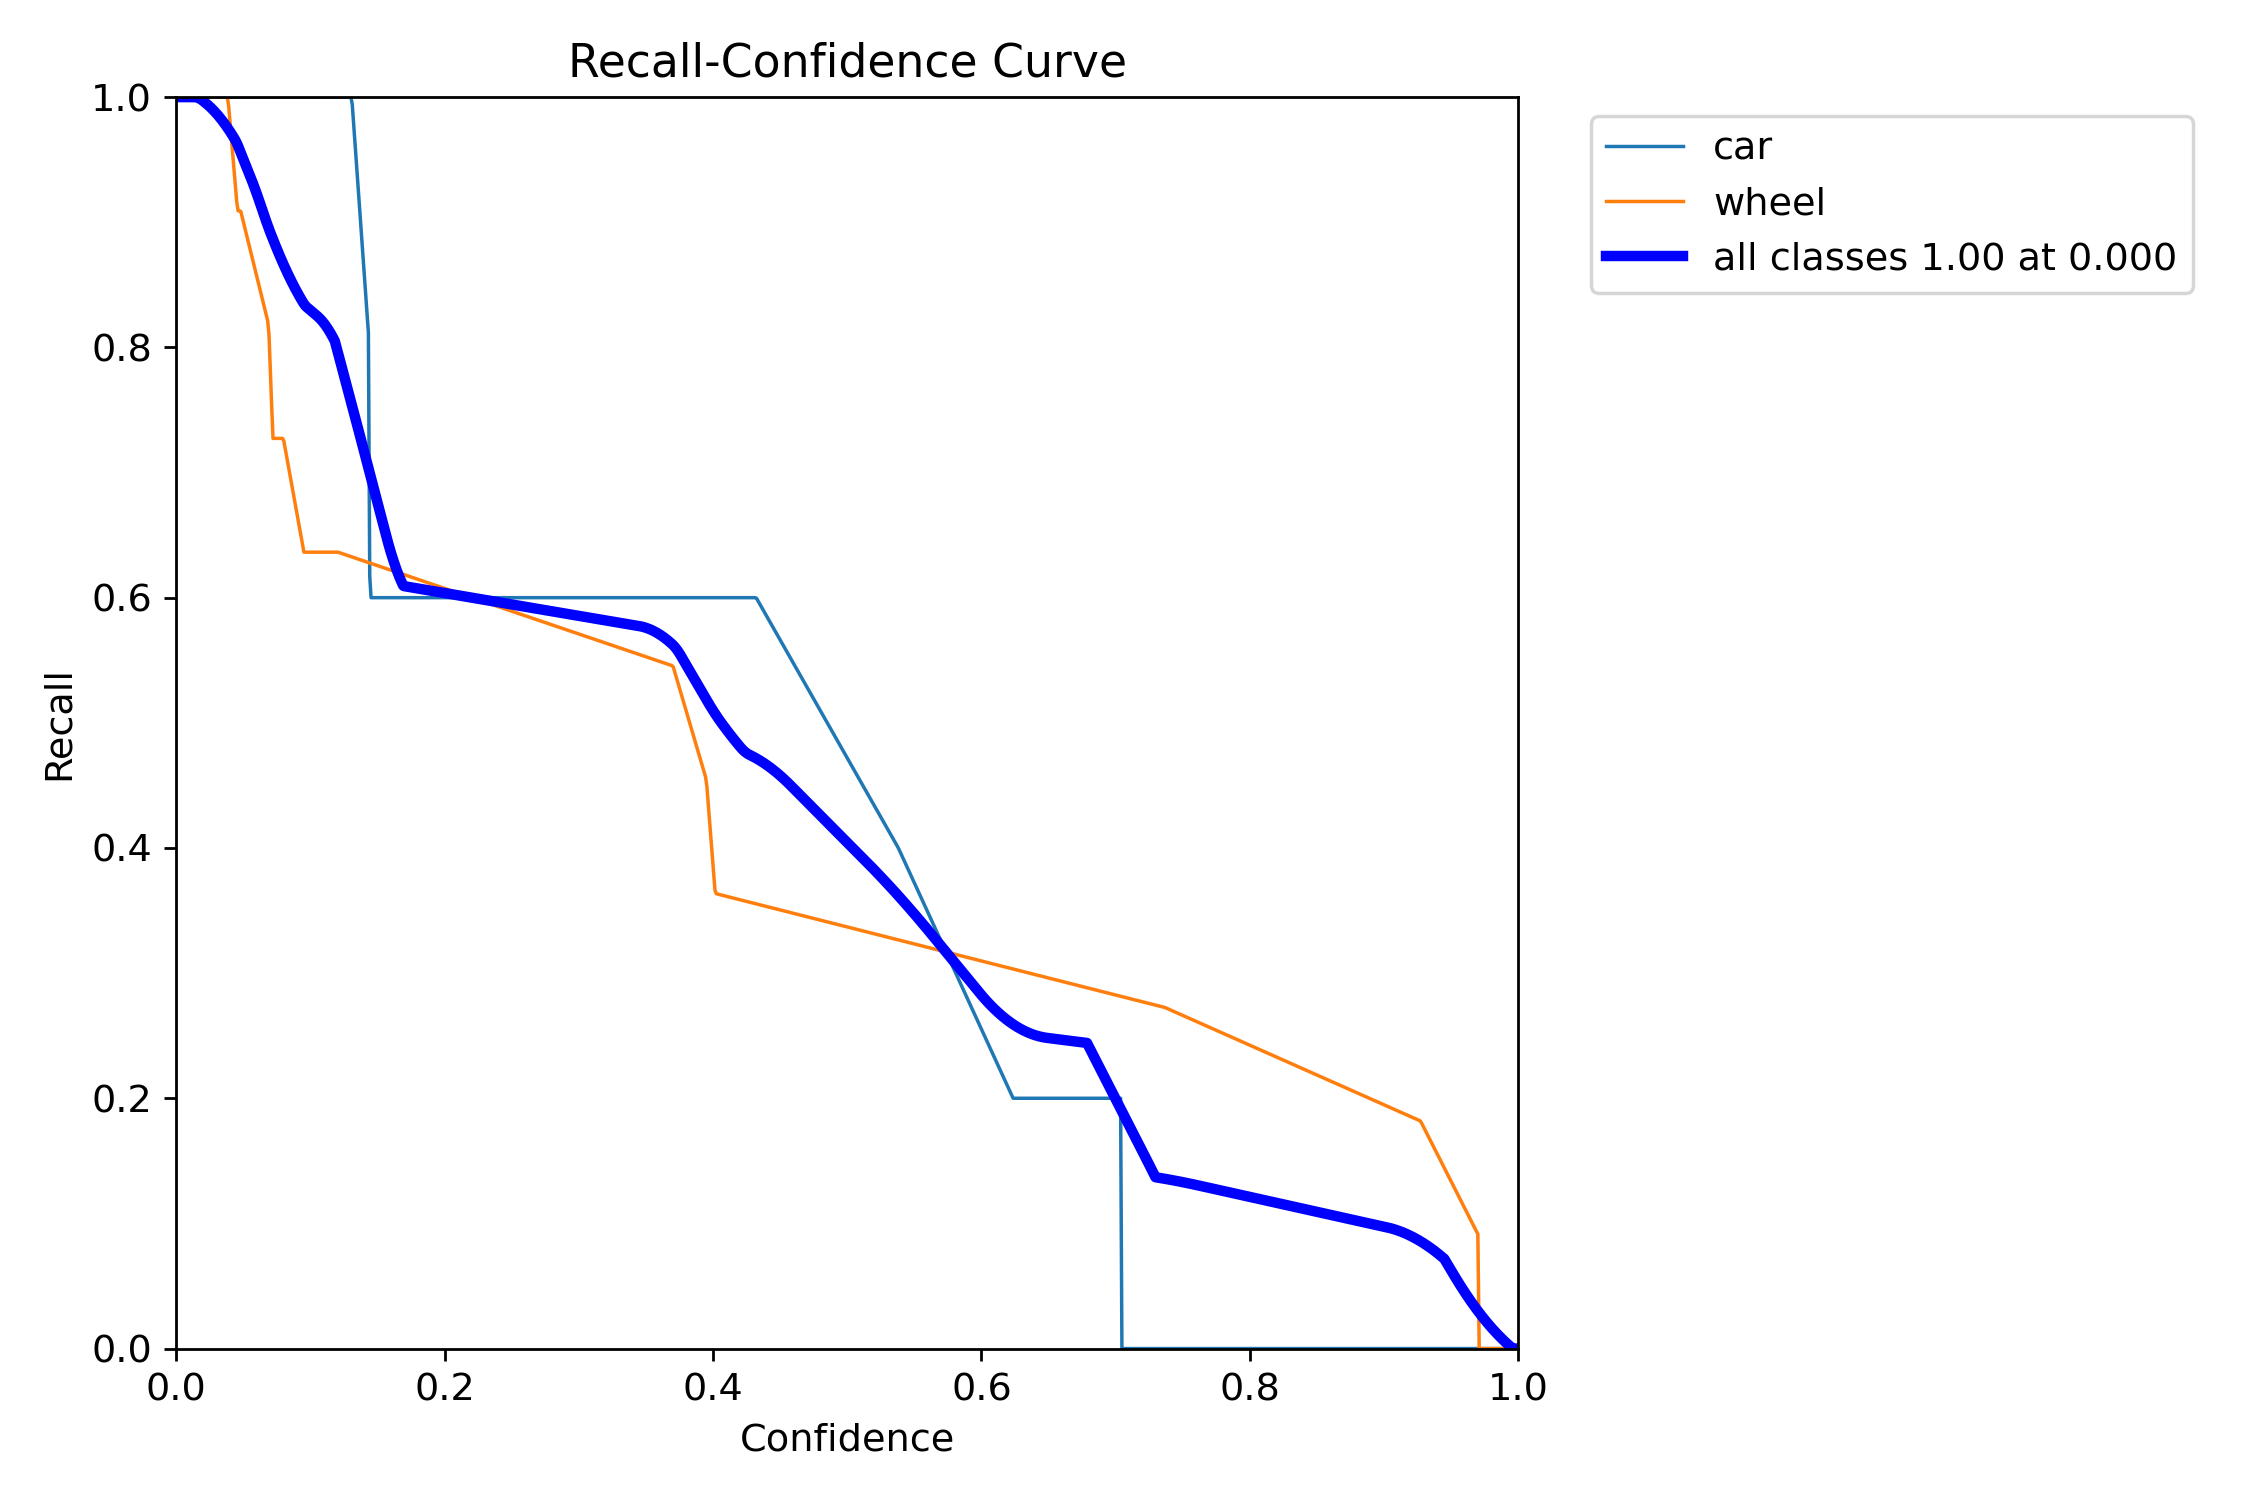 Recall-Confidence Curve
1.0
0.8
0.6
0.4
0.2
0.0
Recall
0.0 0.2 0.4 0.6 0.8 1.0
Confidence
car
wheel
all classes 1.00 at 0.000